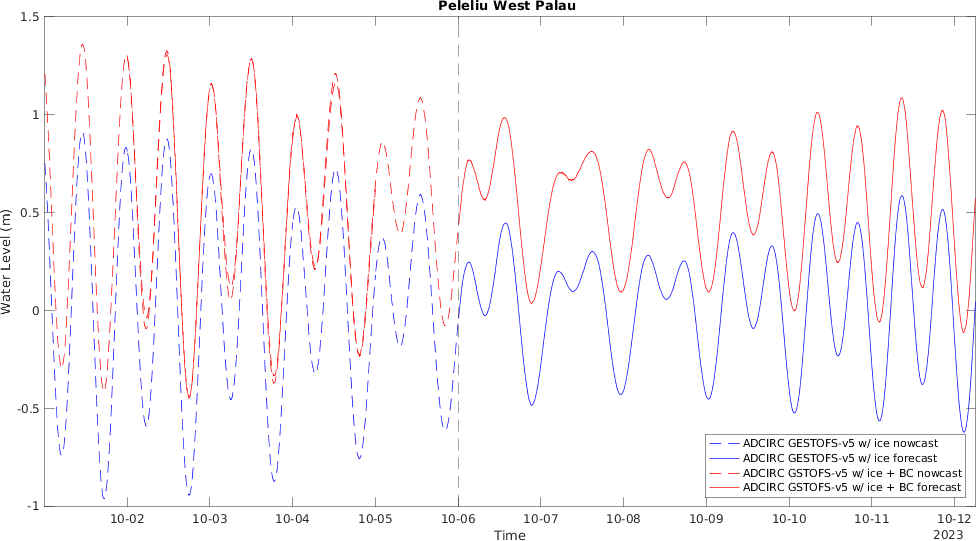 Peleliu West Palau
1.5
1
0.5
0
-0.5
-1
Water Level (m)
10-02 10-03 10-04 10-05 10-06 10-07 10-08 10-09 10-10 10-11 10-12
Time
2023
ADCIRC GESTOFS-v5 w/ ice nowcast
ADCIRC GESTOFS-v5 w/ ice forecast
ADCIRC GSTOFS-v5 w/ ice + BC nowcast
ADCIRC GSTOFS-v5 w/ ice + BC forecast